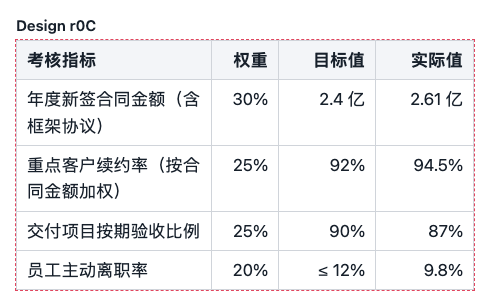 Design r0C
考核指标 权重 目标值 实际值
年度新签合同金额（含 30% 2.4 亿 2.61 亿
框架协议）
重点客户续约率（按合 25% 92% 94.5%
同金额加权）
交付项目按期验收比例 25% 90% 87%
员工主动离职率 20% ≤ 12% 9.8%